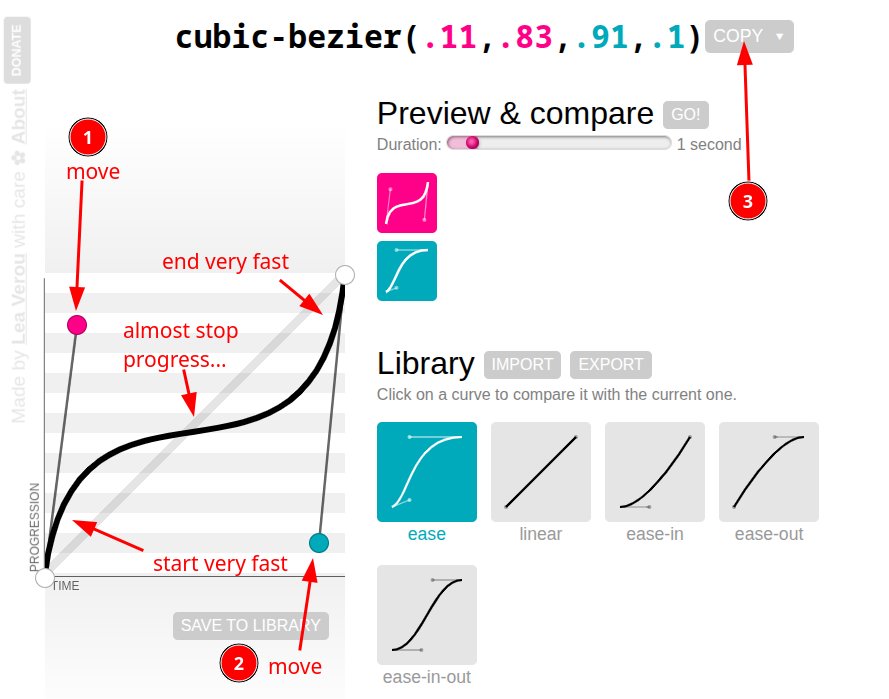 cubic-bezier(.11,.83,.91,.1)
COPY ▼
DONATE
Made by Lea Verou with care ✿ About
1
move
Preview & compare GO!
Duration: 1 second
3
end very fast
almost stop
progress...
start very fast
PROGRESSION
TIME
SAVE TO LIBRARY
2
move
Library IMPORT EXPORT
Click on a curve to compare it with the current one.
ease linear ease-in ease-out
ease-in-out